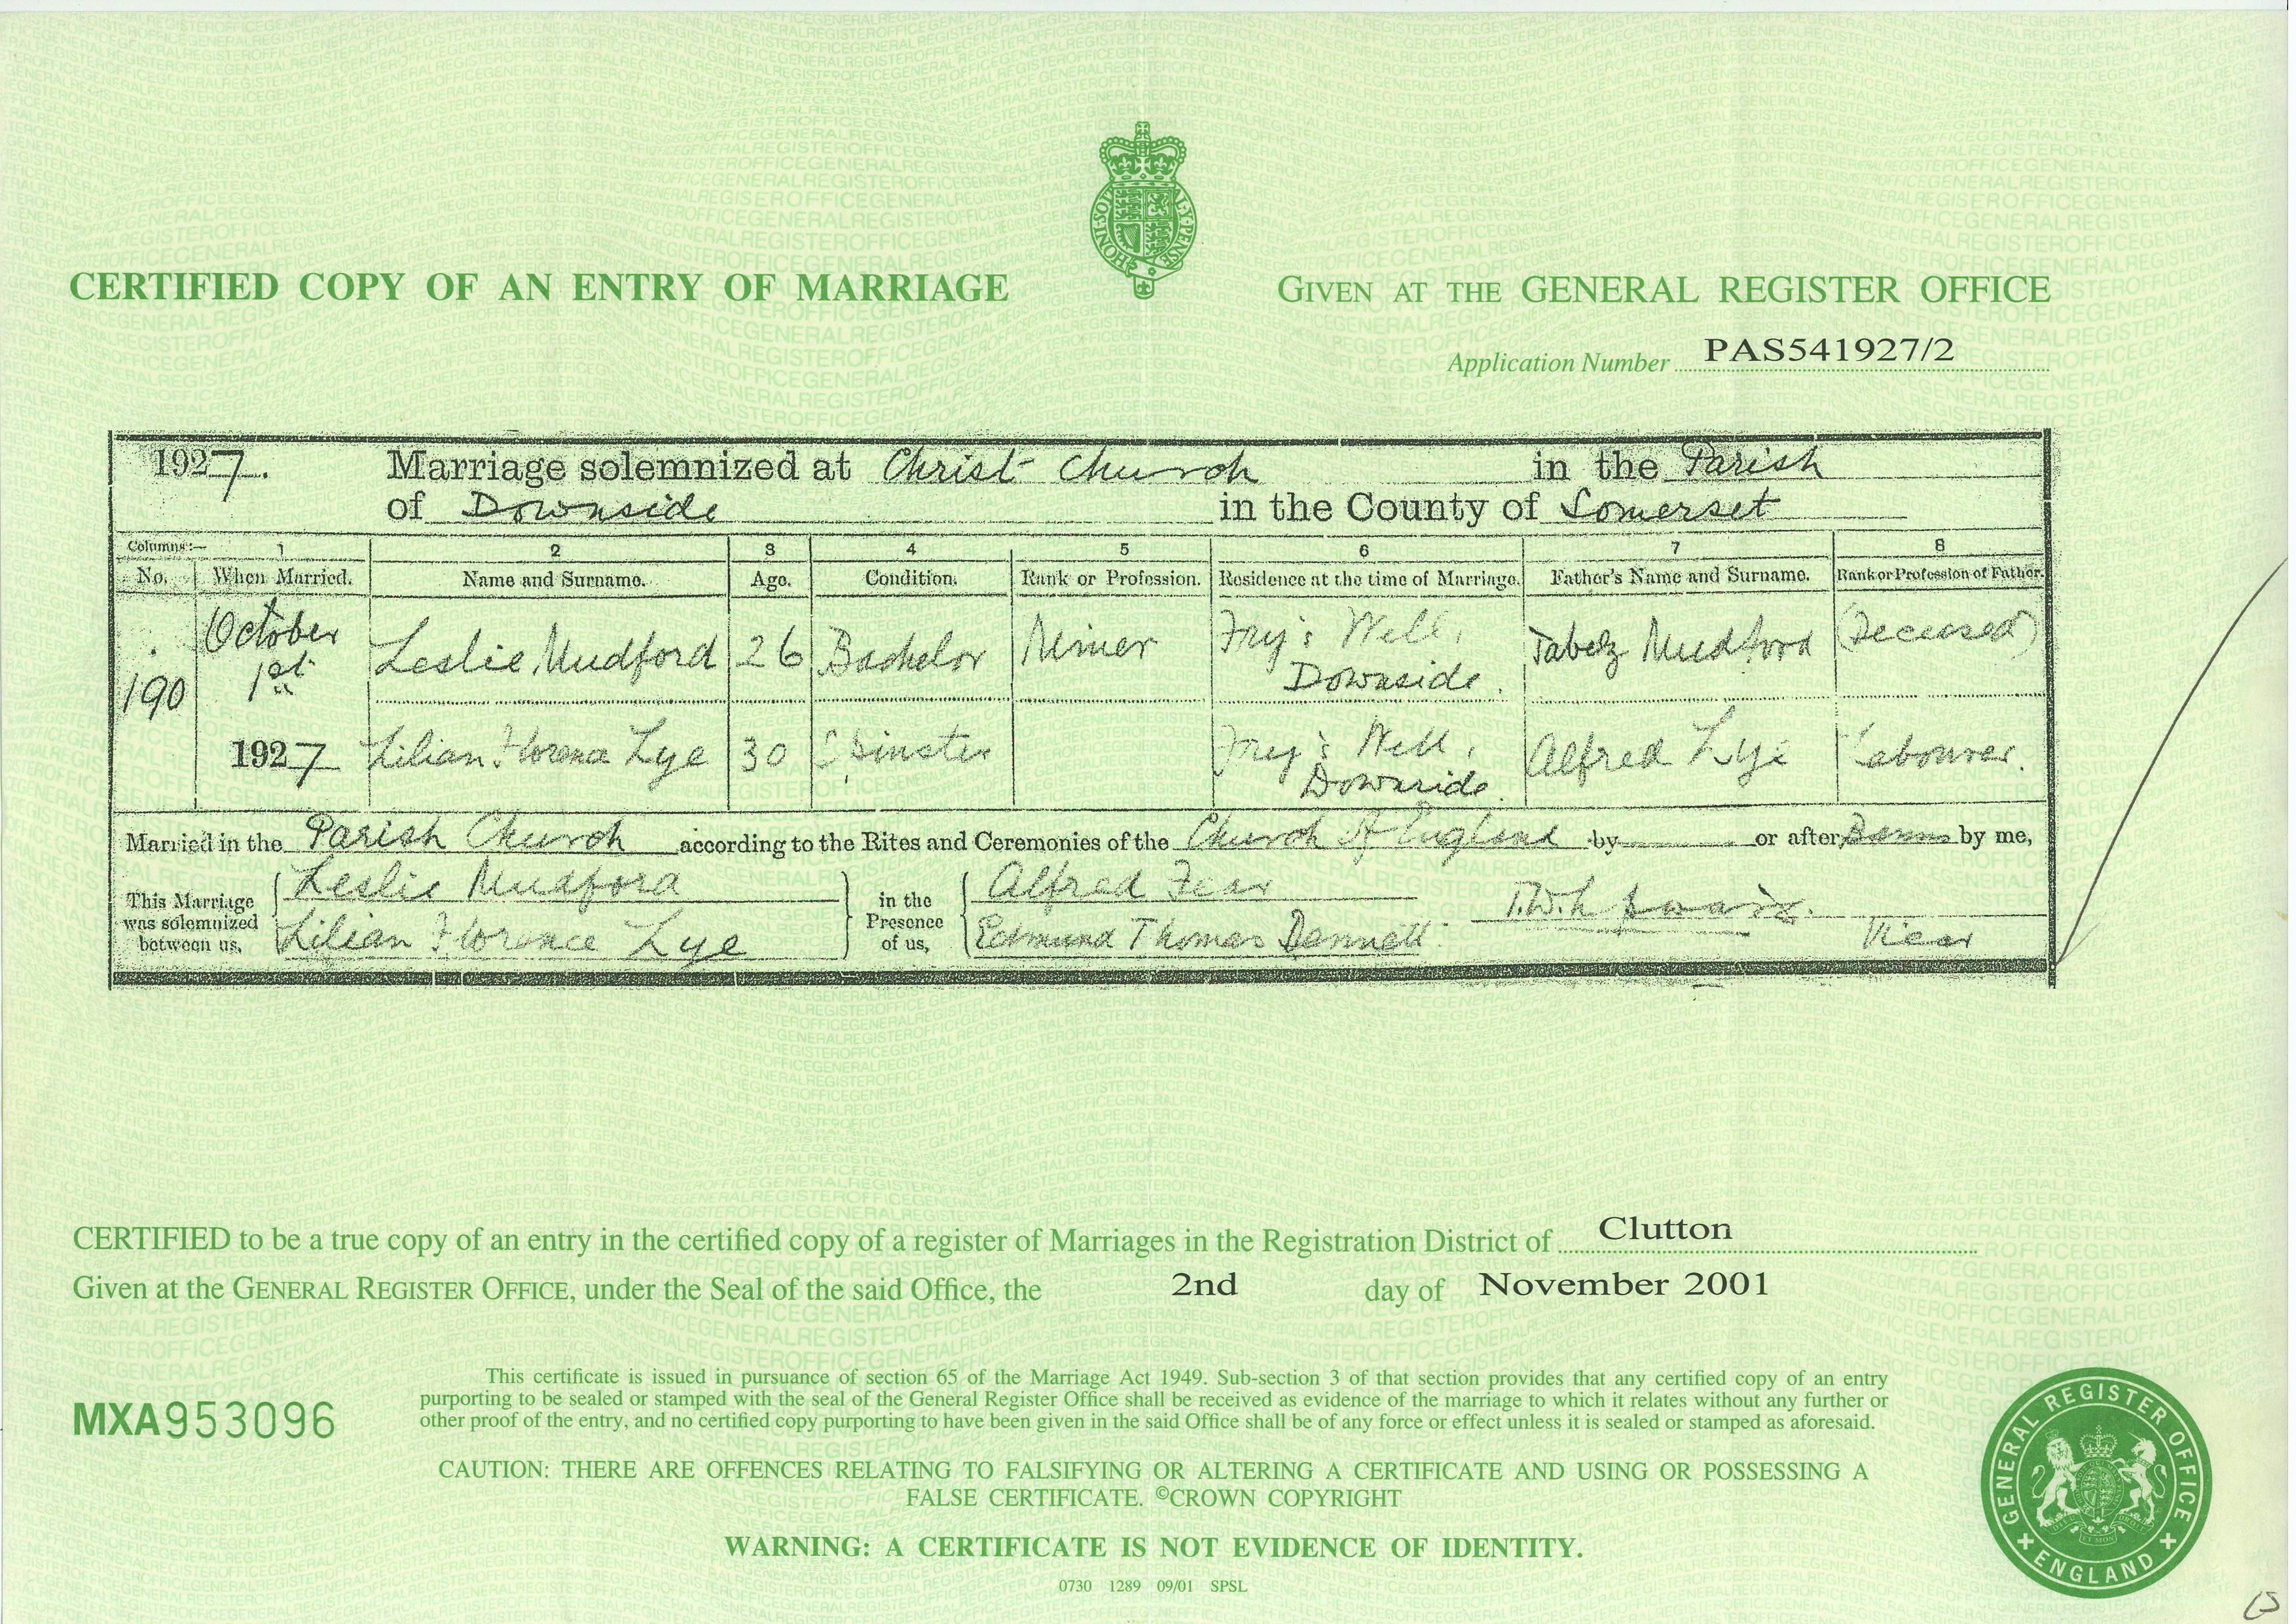 HONI·SOIT·Q AL·Y·PENSE
CERTIFIED COPY OF AN ENTRY OF MARRIAGE
GIVEN AT THE GENERAL REGISTER OFFICE
Application Number PAS541927/2
1927. Marriage solemnized at Christ Church in the Parish
of Downside in the County of Somerset
Columns:— 1 2 3 4 5 6 7 8
No. When Married. Name and Surname. Age. Condition. Rank or Profession. Residence at the time of Marriage. Father's Name and Surname. Rank or Profession of Father.
190 October 1st Leslie Mudford 26 Bachelor Miner Fry's Well, Downside. Jabez Mudford (Deceased)
1927 Lilian Florence Lye 30 Spinster Frey's Well, Downside. Alfred Lye Labourer.
Married in the Parish Church according to the Rites and Ceremonies of the Church of England by or after Banns by me,
This Marriage was solemnized between us, Leslie Mudford in the Presence of us, Alfred Fear T.W.h
Lilian Florence Lye Edmund Thomas Dennett Vicar
CERTIFIED to be a true copy of an entry in the certified copy of a register of Marriages in the Registration District of Clutton
Given at the GENERAL REGISTER OFFICE, under the Seal of the said Office, the 2nd day of November 2001
This certificate is issued in pursuance of section 65 of the Marriage Act 1949. Sub-section 3 of that section provides that any certified copy of an entry
purporting to be sealed or stamped with the seal of the General Register Office shall be received as evidence of the marriage to which it relates without any further or
other proof of the entry, and no certified copy purporting to have been given in the said Office shall be of any force or effect unless it is sealed or stamped as aforesaid.
MXA953096
CAUTION: THERE ARE OFFENCES RELATING TO FALSIFYING OR ALTERING A CERTIFICATE AND USING OR POSSESSING A
FALSE CERTIFICATE. ©CROWN COPYRIGHT
WARNING: A CERTIFICATE IS NOT EVIDENCE OF IDENTITY.
0730 1289 09/01 SPSL
GENERAL REGISTER OFFICE
ENGLAND